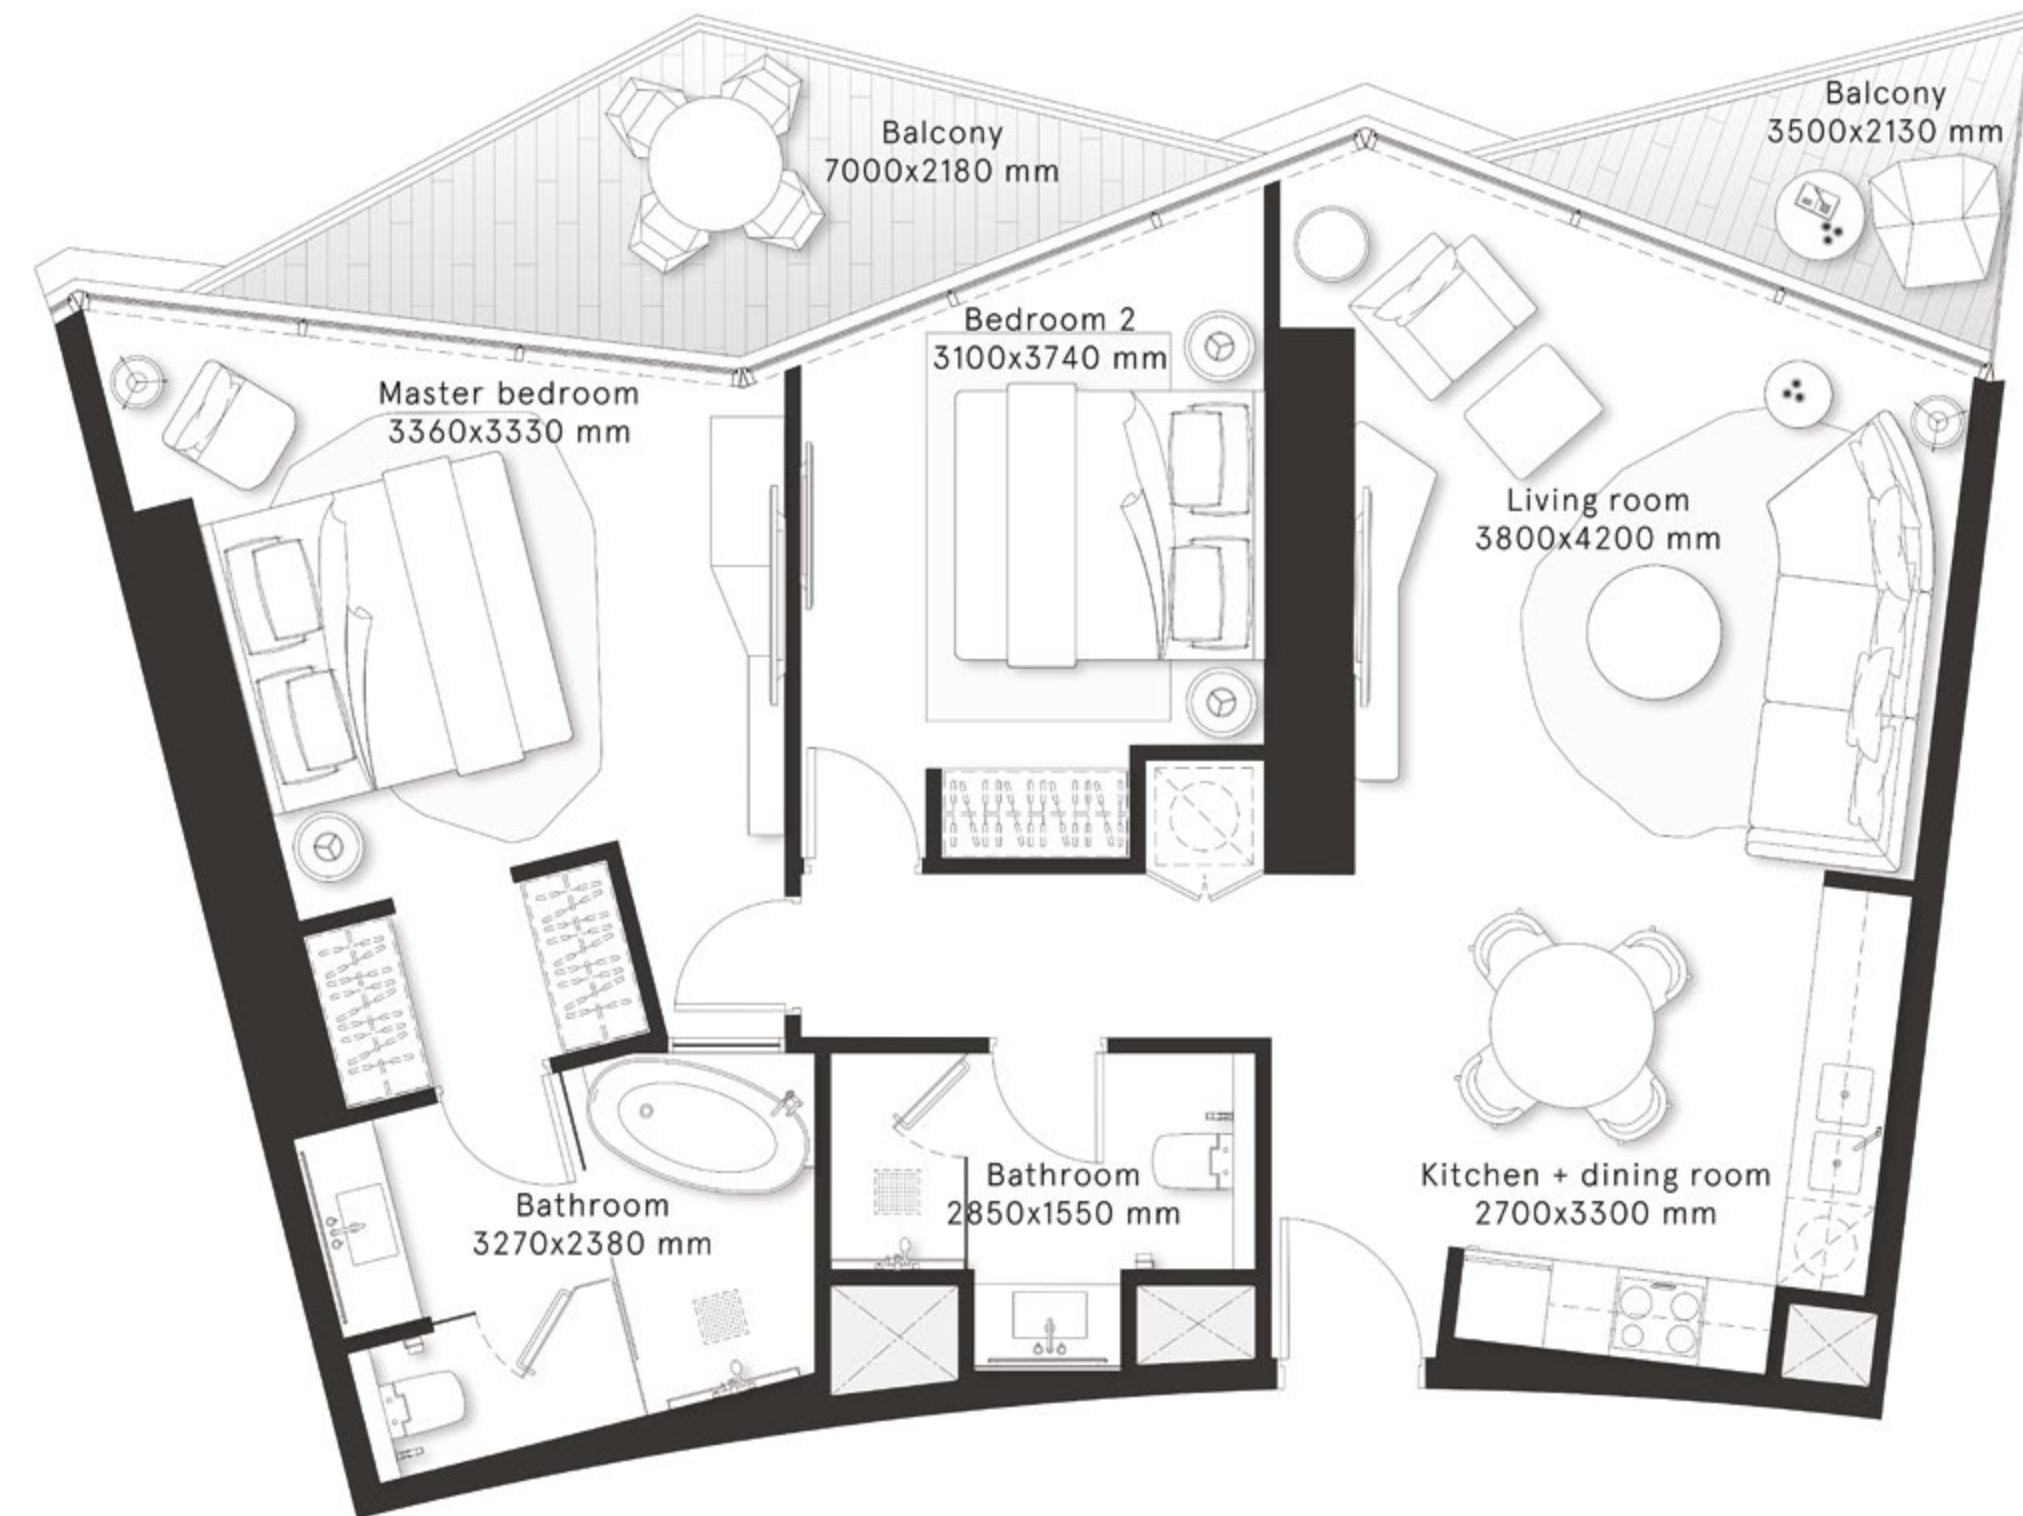 Balcony
7000x2180 mm
Balcony
3500x2130 mm
Master bedroom
3360x3330 mm
Bedroom 2
3100x3740 mm
Living room
3800x4200 mm
Bathroom
3270x2380 mm
Bathroom
2850x1550 mm
Kitchen + dining room
2700x3300 mm